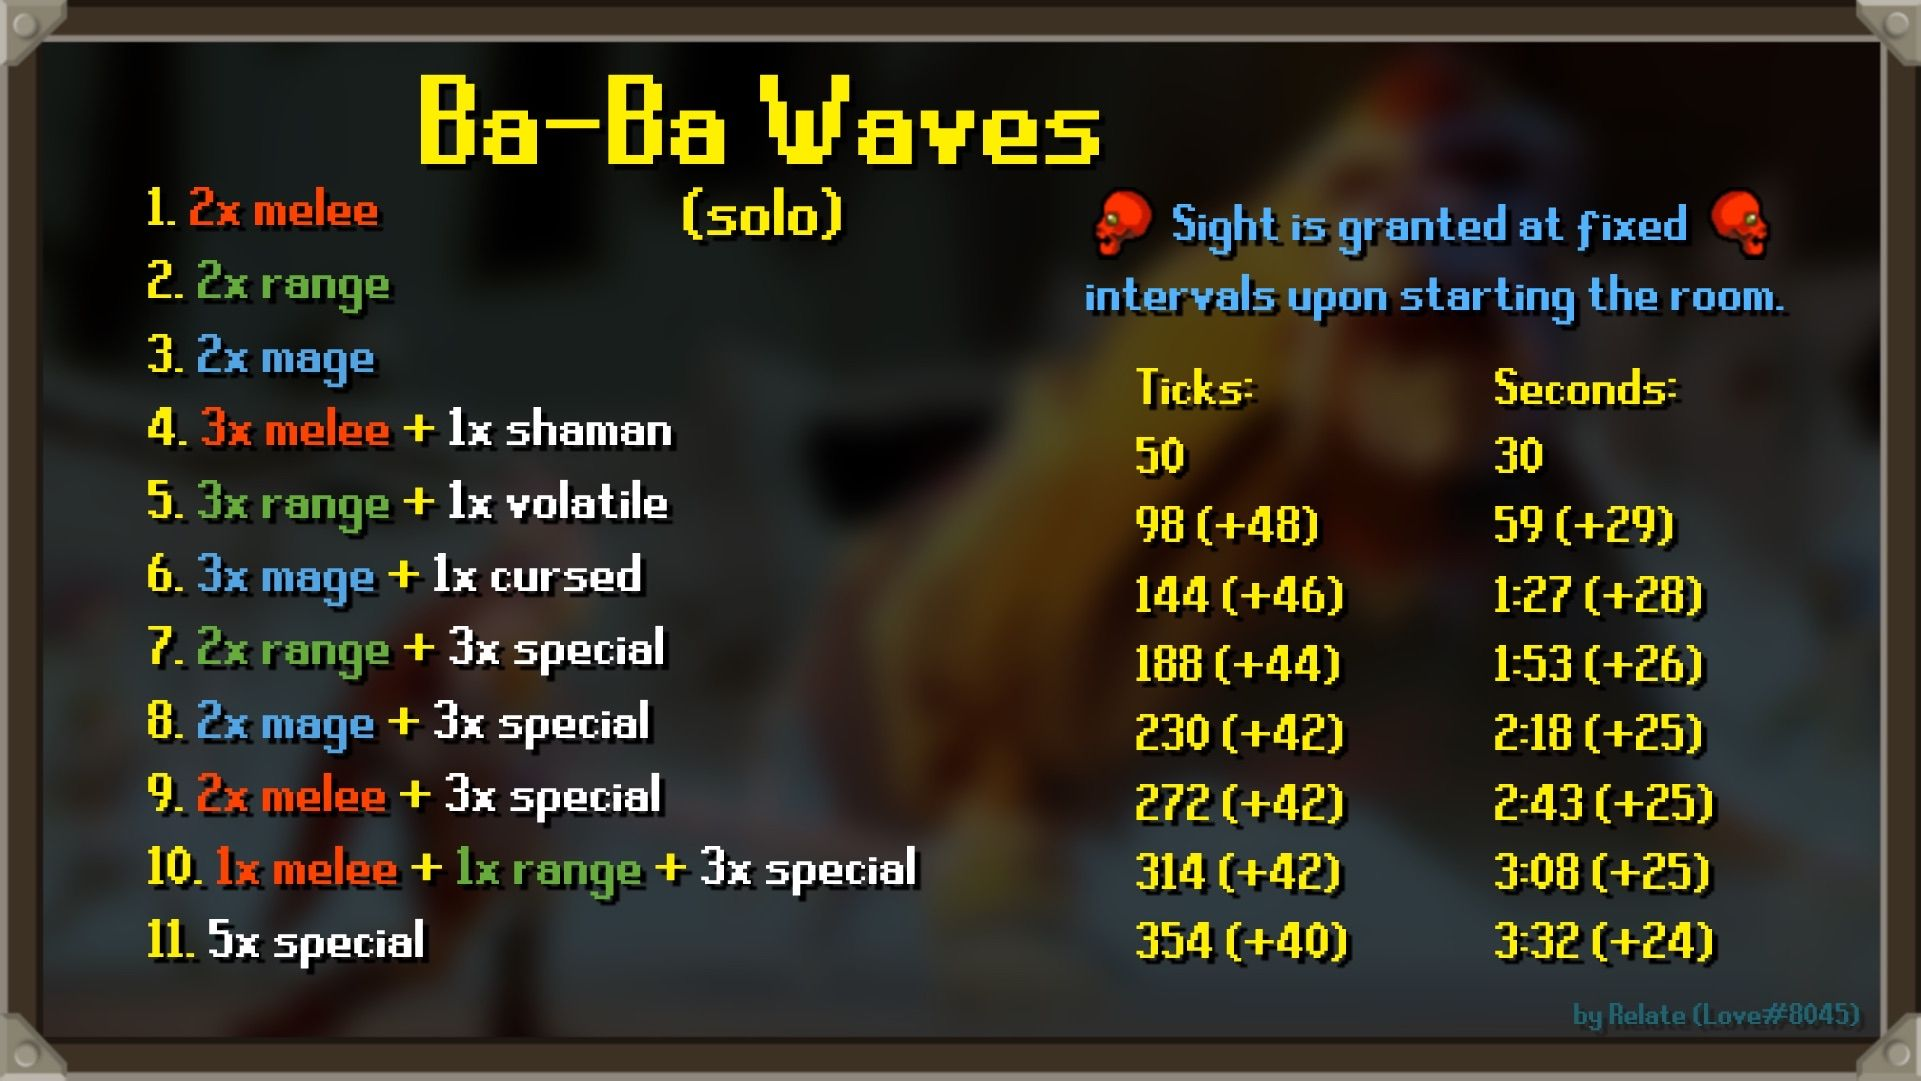 Ba-Ba Waves
(solo)
1. 2x melee
2. 2x range
3. 2x mage
4. 3x melee + 1x shaman
5. 3x range + 1x volatile
6. 3x mage + 1x cursed
7. 2x range + 3x special
8. 2x mage + 3x special
9. 2x melee + 3x special
10. 1x melee + 1x range + 3x special
11. 5x special
Sight is granted at fixed
intervals upon starting the room.
Ticks: Seconds:
50 30
98 (+48) 59 (+29)
144 (+46) 1:27 (+28)
188 (+44) 1:53 (+26)
230 (+42) 2:18 (+25)
272 (+42) 2:43 (+25)
314 (+42) 3:08 (+25)
354 (+40) 3:32 (+24)
by Relate (Love#8045)